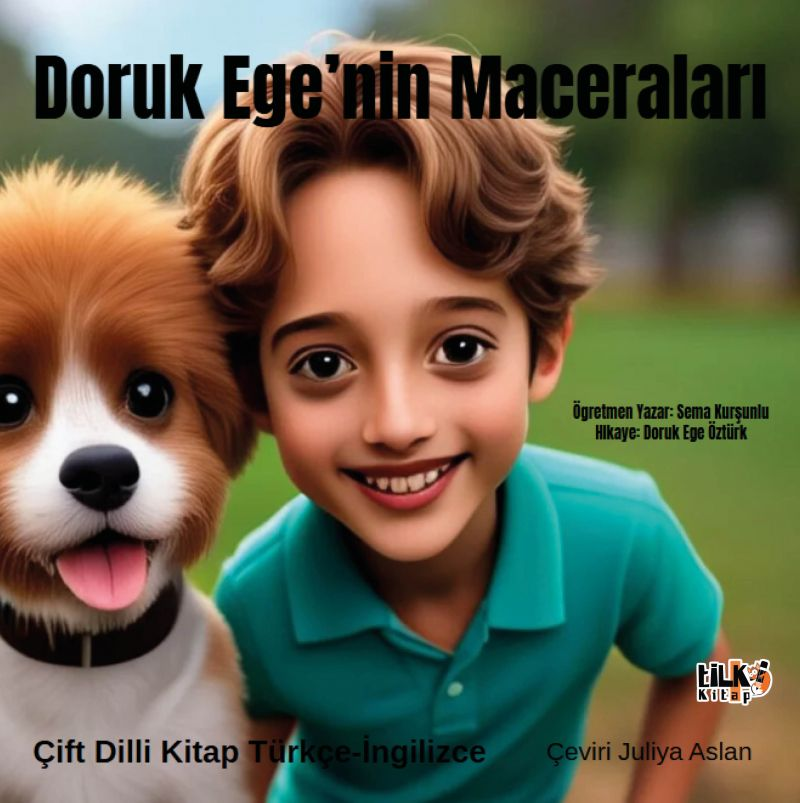 Doruk Ege’nin Maceraları
Ögretmen Yazar: Sema Kurşunlu
HIkaye: Doruk Ege Öztürk
tiLKi
Kitap
Çift Dilli Kitap Türkçe-İngilizce
Çeviri Juliya Aslan